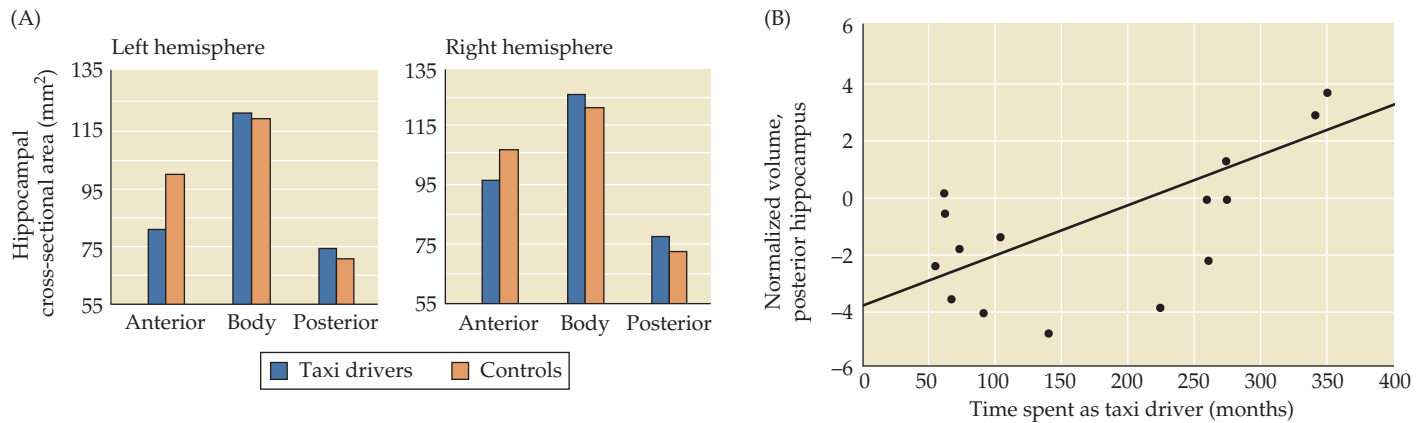 (A)
Left hemisphere
Hippocampal
cross-sectional area (mm²)
135
115
95
75
55
Anterior Body Posterior
Right hemisphere
135
115
95
75
55
Anterior Body Posterior
Taxi drivers Controls
(B)
Normalized volume,
posterior hippocampus
6
4
2
0
–2
–4
–6
0 50 100 150 200 250 300 350 400
Time spent as taxi driver (months)